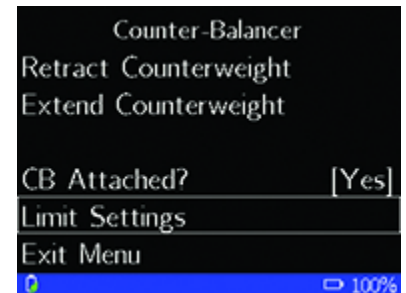 Counter-Balancer
Retract Counterweight
Extend Counterweight
CB Attached? [Yes]
Limit Settings
Exit Menu
100%